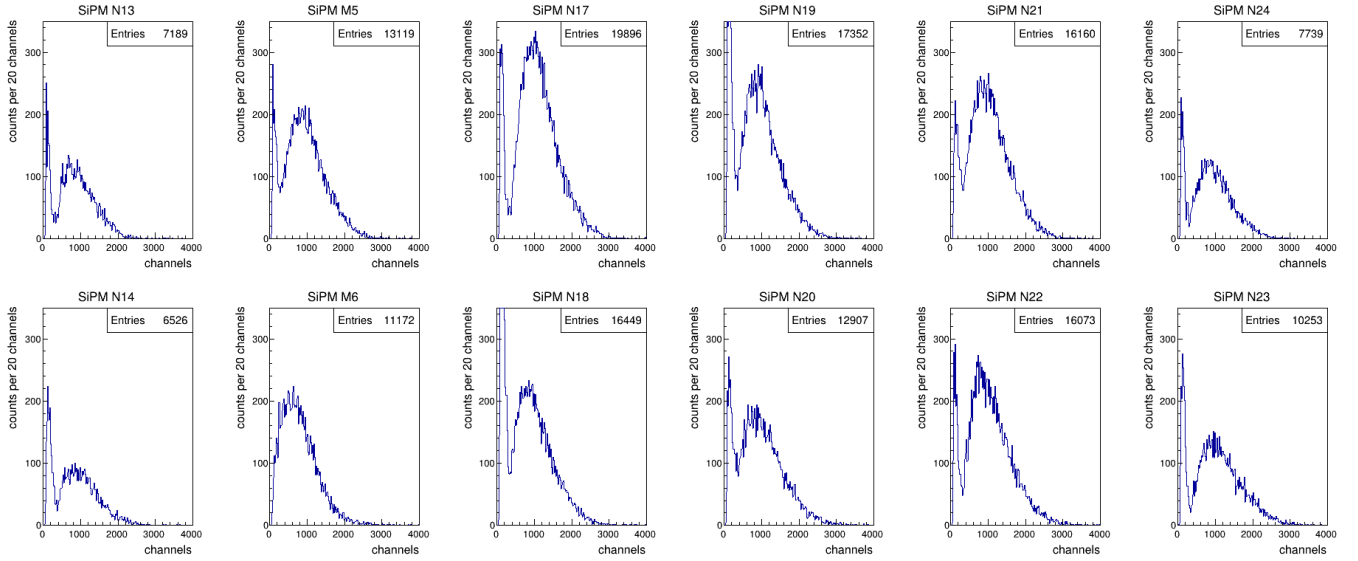 SiPM N13
Entries 7189
counts per 20 channels
300
200
100
0
0 1000 2000 3000 4000
channels
SiPM M5
Entries 13119
counts per 20 channels
300
200
100
0
0 1000 2000 3000 4000
channels
SiPM N17
Entries 19896
counts per 20 channels
300
200
100
0
0 1000 2000 3000 4000
channels
SiPM N19
Entries 17352
counts per 20 channels
300
200
100
0
0 1000 2000 3000 4000
channels
SiPM N21
Entries 16160
counts per 20 channels
300
200
100
0
0 1000 2000 3000 4000
channels
SiPM N24
Entries 7739
counts per 20 channels
300
200
100
0
0 1000 2000 3000 4000
channels
SiPM N14
Entries 6526
counts per 20 channels
300
200
100
0
0 1000 2000 3000 4000
channels
SiPM M6
Entries 11172
counts per 20 channels
300
200
100
0
0 1000 2000 3000 4000
channels
SiPM N18
Entries 16449
counts per 20 channels
300
200
100
0
0 1000 2000 3000 4000
channels
SiPM N20
Entries 12907
counts per 20 channels
300
200
100
0
0 1000 2000 3000 4000
channels
SiPM N22
Entries 16073
counts per 20 channels
300
200
100
0
0 1000 2000 3000 4000
channels
SiPM N23
Entries 10253
counts per 20 channels
300
200
100
0
0 1000 2000 3000 4000
channels